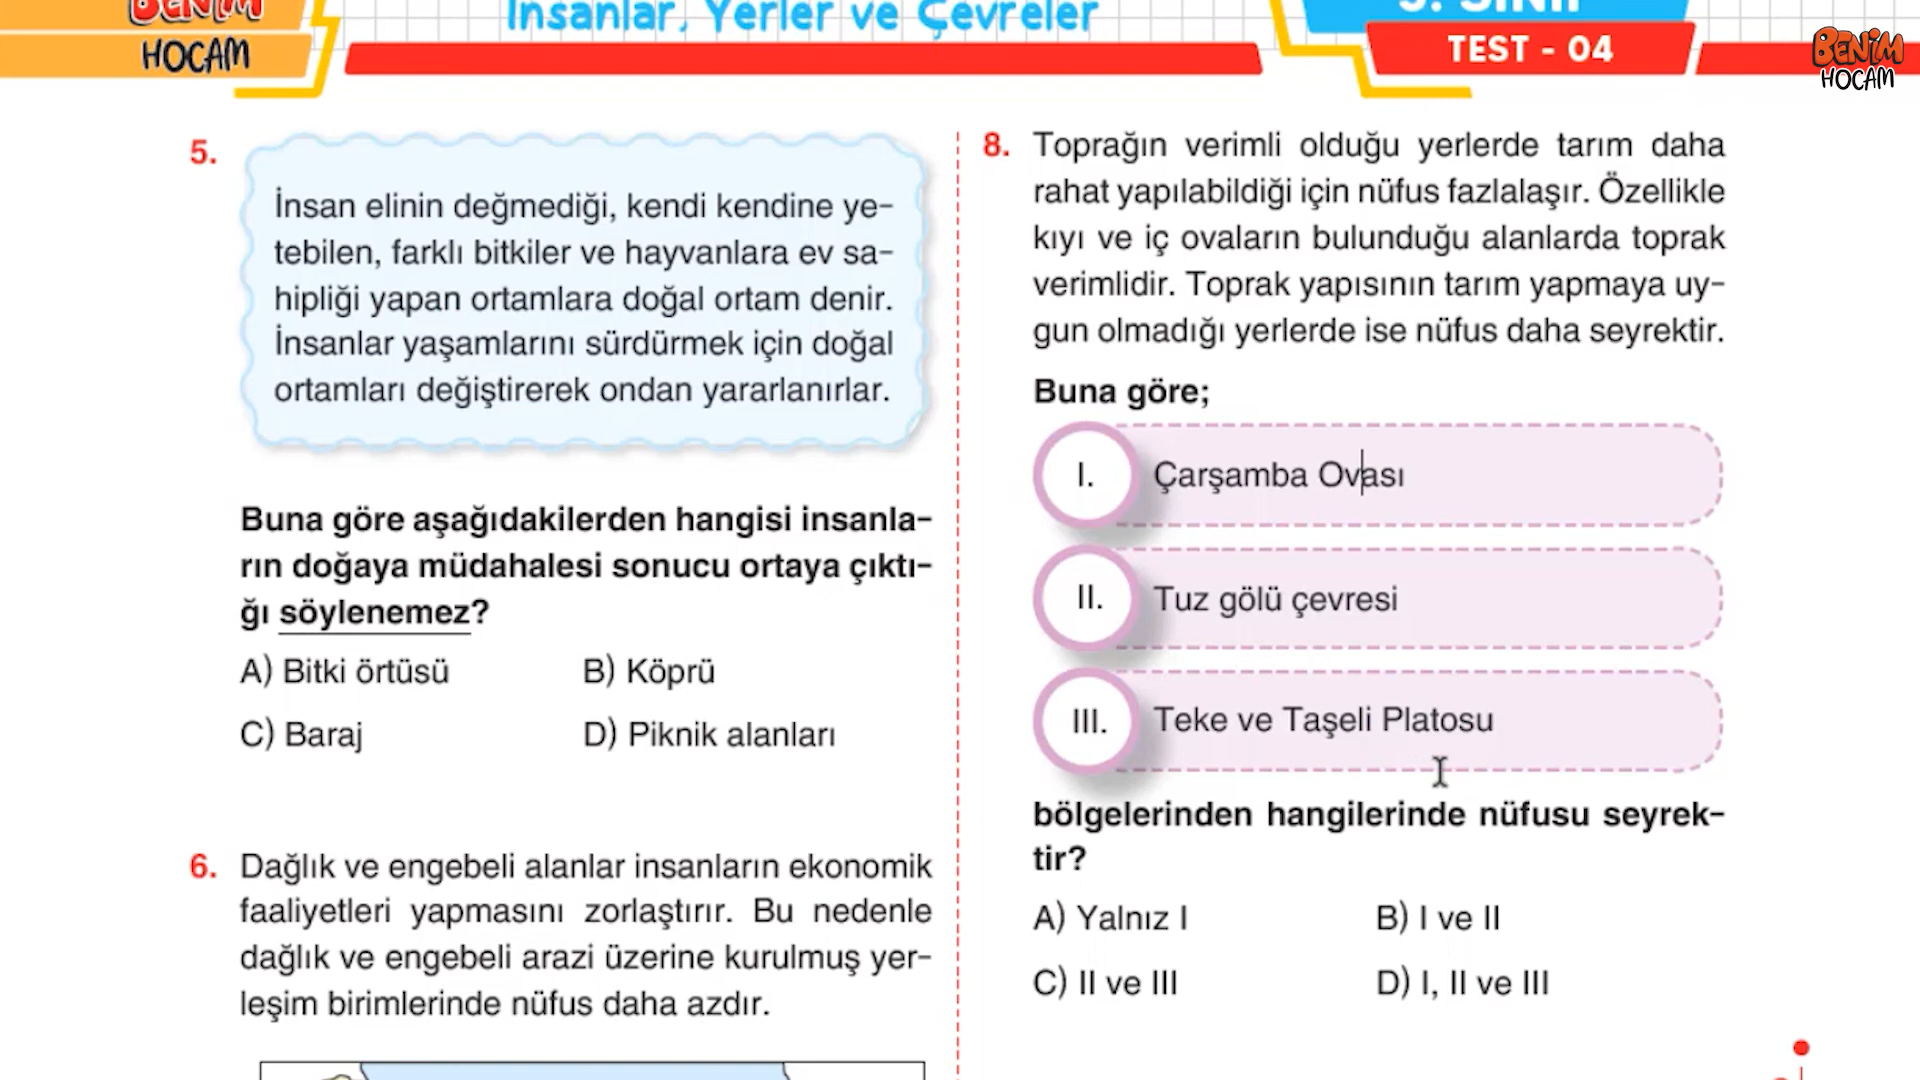 BENİM
HOCAM
İnsanlar, Yerler ve Çevreler
5. SINIF
TEST - 04
BENİM
HOCAM
5.
İnsan elinin değmediği, kendi kendine ye-
tebilen, farklı bitkiler ve hayvanlara ev sa-
hipliği yapan ortamlara doğal ortam denir.
İnsanlar yaşamlarını sürdürmek için doğal
ortamları değiştirerek ondan yararlanırlar.
Buna göre aşağıdakilerden hangisi insanla-
rın doğaya müdahalesi sonucu ortaya çıktı-
ğı söylenemez?
A) Bitki örtüsü
B) Köprü
C) Baraj
D) Piknik alanları
6. Dağlık ve engebeli alanlar insanların ekonomik
faaliyetleri yapmasını zorlaştırır. Bu nedenle
dağlık ve engebeli arazi üzerine kurulmuş yer-
leşim birimlerinde nüfus daha azdır.
8. Toprağın verimli olduğu yerlerde tarım daha
rahat yapılabildiği için nüfus fazlalaşır. Özellikle
kıyı ve iç ovaların bulunduğu alanlarda toprak
verimlidir. Toprak yapısının tarım yapmaya uy-
gun olmadığı yerlerde ise nüfus daha seyrektir.
Buna göre;
I. Çarşamba Ovası
II. Tuz gölü çevresi
III. Teke ve Taşeli Platosu
bölgelerinden hangilerinde nüfusu seyrek-
tir?
A) Yalnız I
B) I ve II
C) II ve III
D) I, II ve III